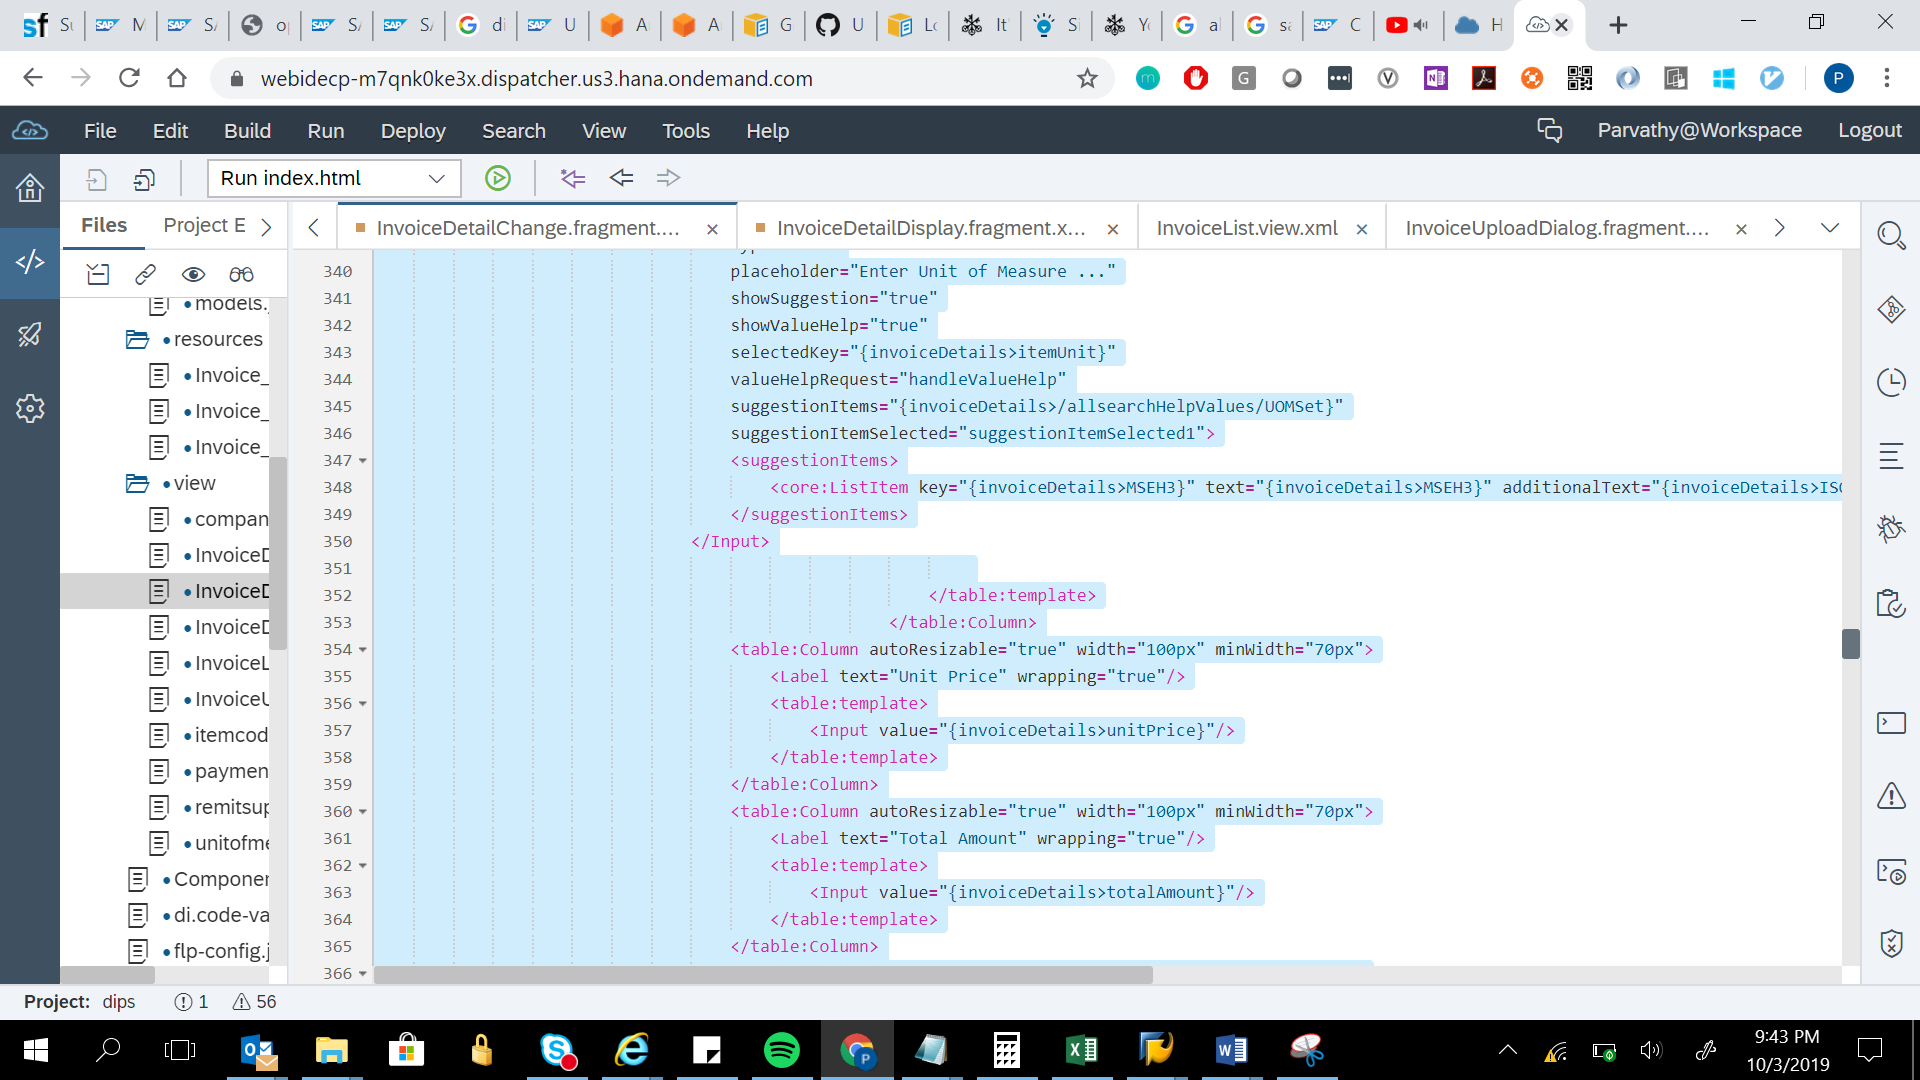 webidecp-m7qnk0ke3x.dispatcher.us3.hana.ondemand.com
File Edit Build Run Deploy Search View Tools Help Parvathy@Workspace Logout
Run index.html
Files Project E
InvoiceDetailChange.fragment....
InvoiceDetailDisplay.fragment.x...
InvoiceList.view.xml
InvoiceUploadDialog.fragment....
models.
resources
Invoice_
Invoice_
Invoice_
view
compan
InvoiceD
InvoiceD
InvoiceD
InvoiceL
InvoiceU
itemcod
paymen
remitsup
unitofme
Componen
di.code-va
flp-config.j
340 placeholder="Enter Unit of Measure ..."
341 showSuggestion="true"
342 showValueHelp="true"
343 selectedKey="{invoiceDetails>itemUnit}"
344 valueHelpRequest="handleValueHelp"
345 suggestionItems="{invoiceDetails>/allsearchHelpValues/UOMSet}"
346 suggestionItemSelected="suggestionItemSelected1">
347 <suggestionItems>
348 <core:ListItem key="{invoiceDetails>MSEH3}" text="{invoiceDetails>MSEH3}" additionalText="{invoiceDetails>ISO
349 </suggestionItems>
350 </Input>
351
352 </table:template>
353 </table:Column>
354 <table:Column autoResizable="true" width="100px" minWidth="70px">
355 <Label text="Unit Price" wrapping="true"/>
356 <table:template>
357 <Input value="{invoiceDetails>unitPrice}"/>
358 </table:template>
359 </table:Column>
360 <table:Column autoResizable="true" width="100px" minWidth="70px">
361 <Label text="Total Amount" wrapping="true"/>
362 <table:template>
363 <Input value="{invoiceDetails>totalAmount}"/>
364 </table:template>
365 </table:Column>
366
Project: dips 1 56
9:43 PM
10/3/2019